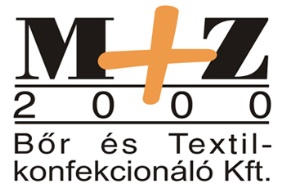 M+Z
2000
Bőr és Textil-
konfekcionáló Kft.